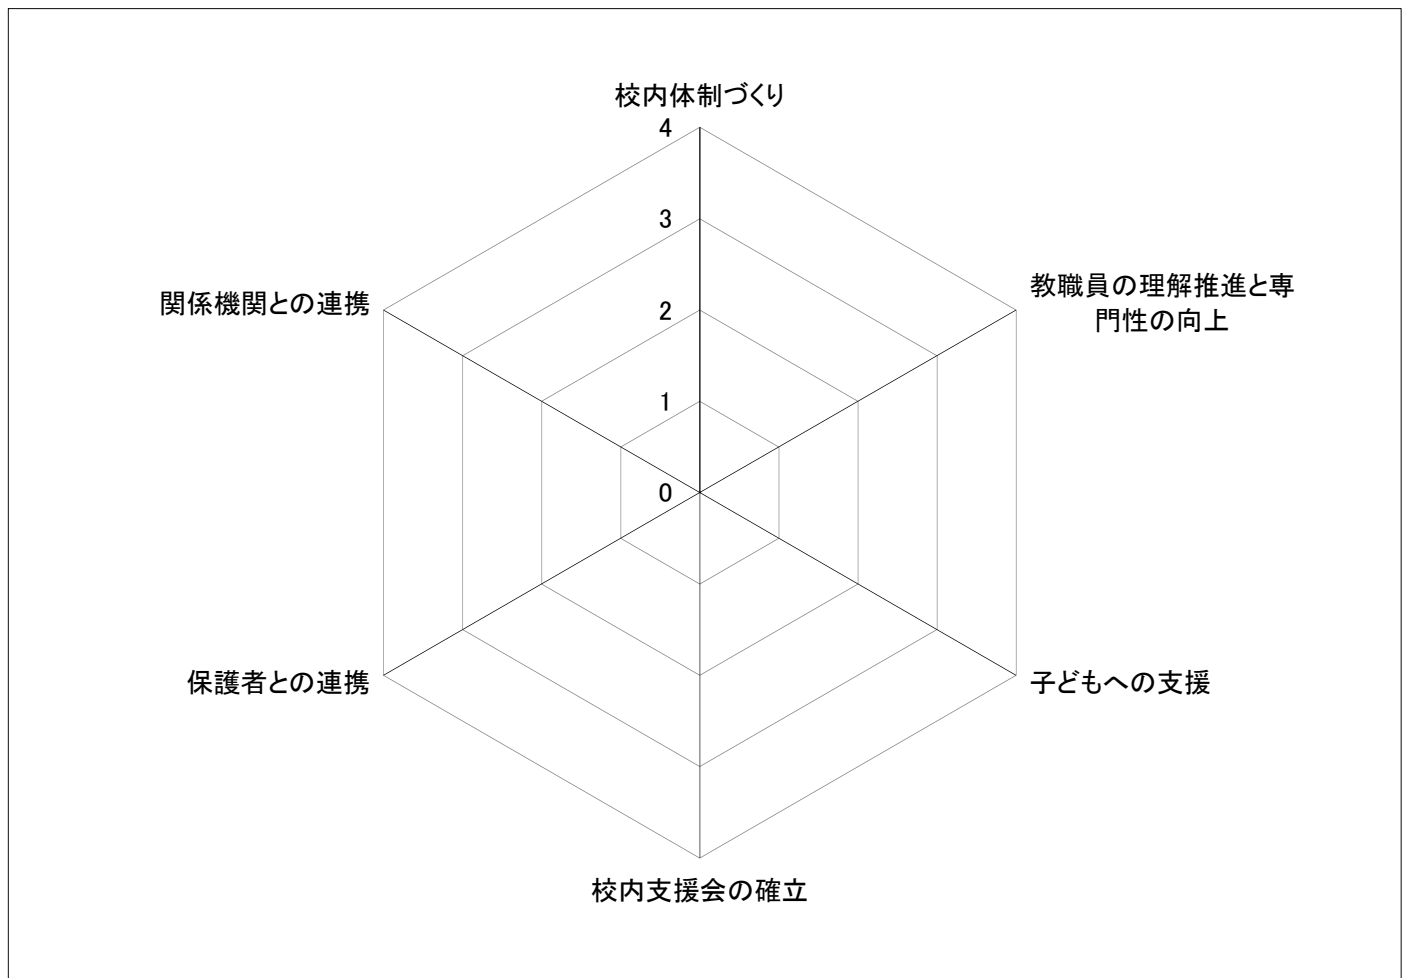 校内体制づくり
4
3
2
1
0
教職員の理解推進と専
門性の向上
子どもへの支援
校内支援会の確立
保護者との連携
関係機関との連携